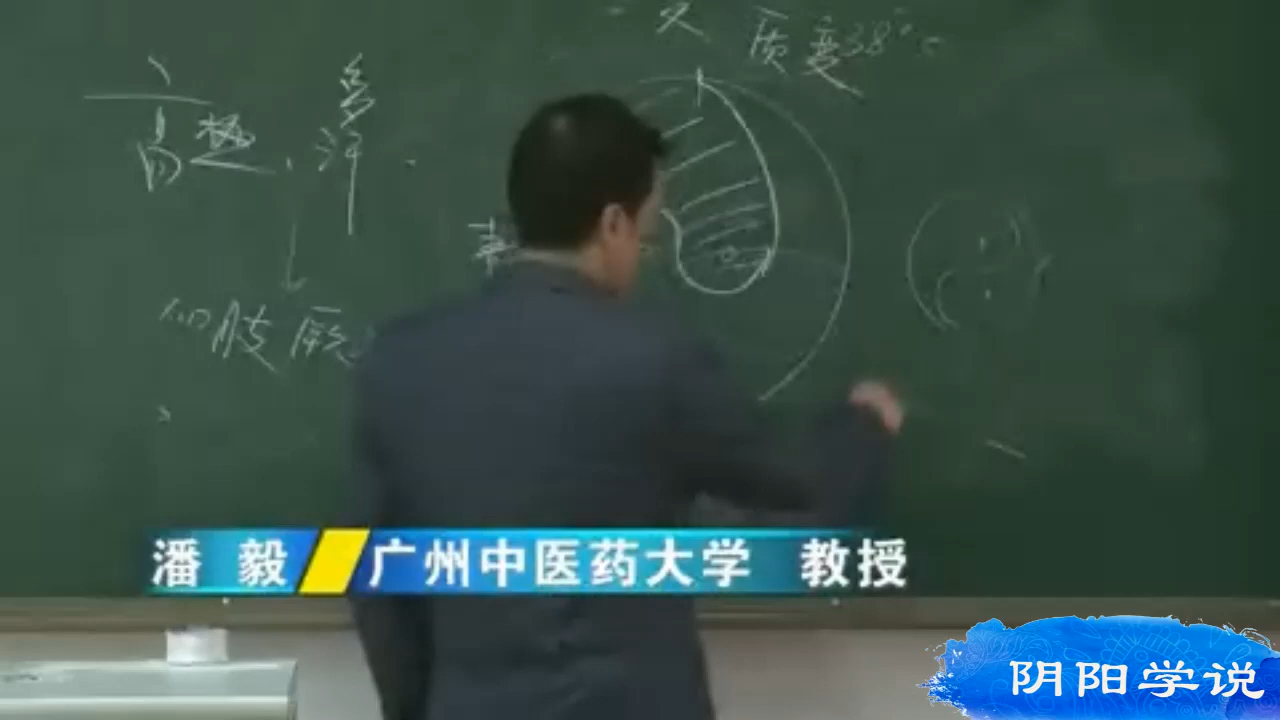 质变38°C
多
高热、汗
四肢厥
潘 毅 广州中医药大学 教授
阴阳学说